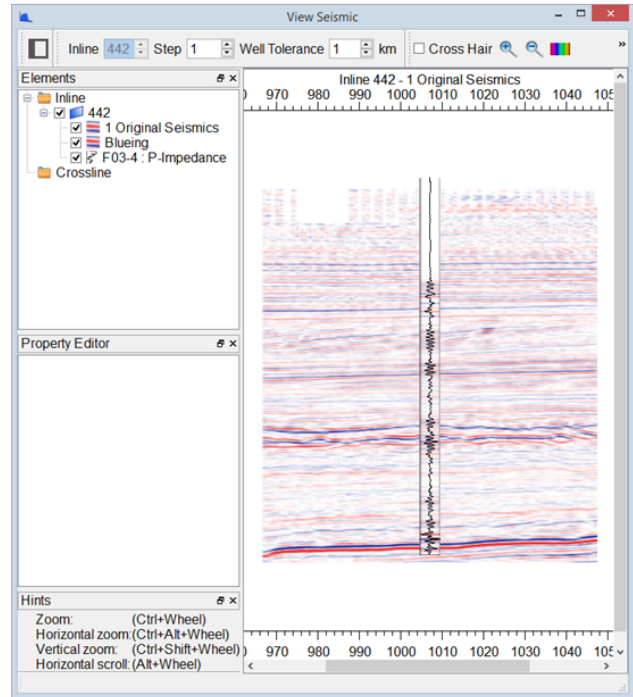 View Seismic
Inline 442 Step 1 Well Tolerance 1 km Cross Hair »
Elements
Inline
442
1 Original Seismics
Blueing
F03-4 : P-Impedance
Crossline
Property Editor
Hints
Zoom: (Ctrl+Wheel)
Horizontal zoom:(Ctrl+Alt+Wheel)
Vertical zoom: (Ctrl+Shift+Wheel)
Horizontal scroll:(Alt+Wheel)
Inline 442 - 1 Original Seismics
970 980 990 1000 1010 1020 1030 1040 105
970 980 990 1000 1010 1020 1030 1040 105